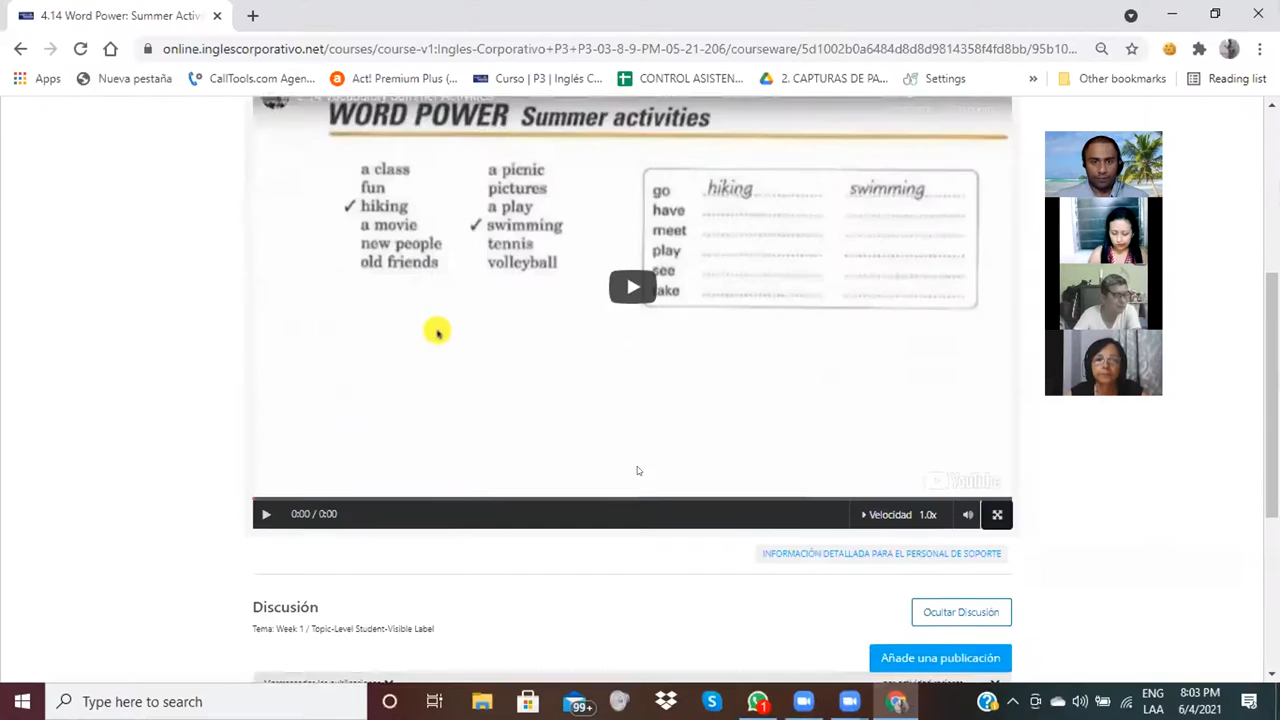 4.14 Word Power: Summer Activ
online.inglescorporativo.net/courses/course-v1:Ingles-Corporativo+P3+P3-03-8-9-PM-05-21-206/courseware/5d1002b0a6484d8d8d9814358f4fd8bb/95b10...
Apps
Nueva pestaña
CallTools.com Agen...
Act! Premium Plus (...
Curso | P3 | Inglés C...
CONTROL ASISTEN...
2. CAPTURAS DE PA...
Settings
»
Other bookmarks
Reading list
WORD POWER Summer activities
a class
fun
✓ hiking
a movie
new people
old friends
a picnic
pictures
a play
✓ swimming
tennis
volleyball
go hiking swimming
have
meet
play
see
take
YouTube
0:00 / 0:00
Velocidad 1.0x
INFORMACIÓN DETALLADA PARA EL PERSONAL DE SOPORTE
Discusión
Ocultar Discusión
Tema: Week 1 / Topic-Level Student-Visible Label
Añade una publicación
Type here to search
99+
1
ENG
LAA
8:03 PM
6/4/2021